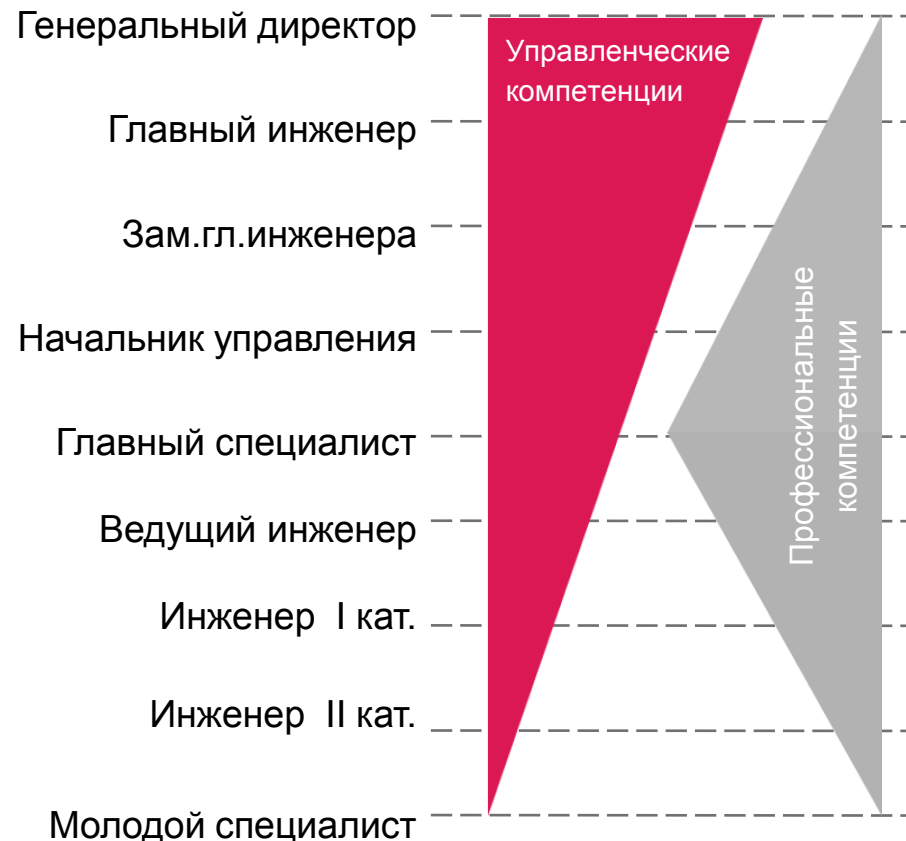 Генеральный директор
Управленческие
компетенции
Главный инженер
Зам.гл.инженера
Начальник управления
Главный специалист
Ведущий инженер
Инженер  I кат.
Инженер  II кат.
Молодой специалист
Профессиональные
компетенции